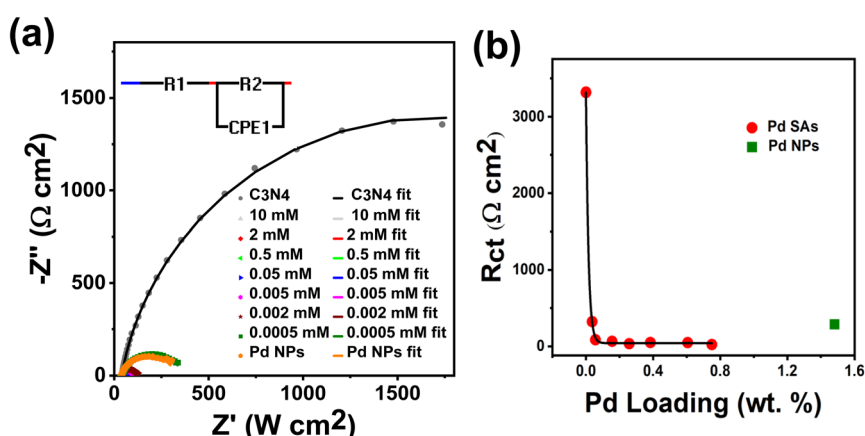 (a)
1500
1000
500
0
-Z'' (Ω cm2)
0 500 1000 1500
Z' (W cm2)
R1 R2
CPE1
C3N4 C3N4 fit
10 mM 10 mM fit
2 mM 2 mM fit
0.5 mM 0.5 mM fit
0.05 mM 0.05 mM fit
0.005 mM 0.005 mM fit
0.002 mM 0.002 mM fit
0.0005 mM 0.0005 mM fit
Pd NPs Pd NPs fit
(b)
3000
2000
1000
0
Rct (Ω cm2)
Pd SAs
Pd NPs
0.0 0.4 0.8 1.2 1.6
Pd Loading (wt. %)